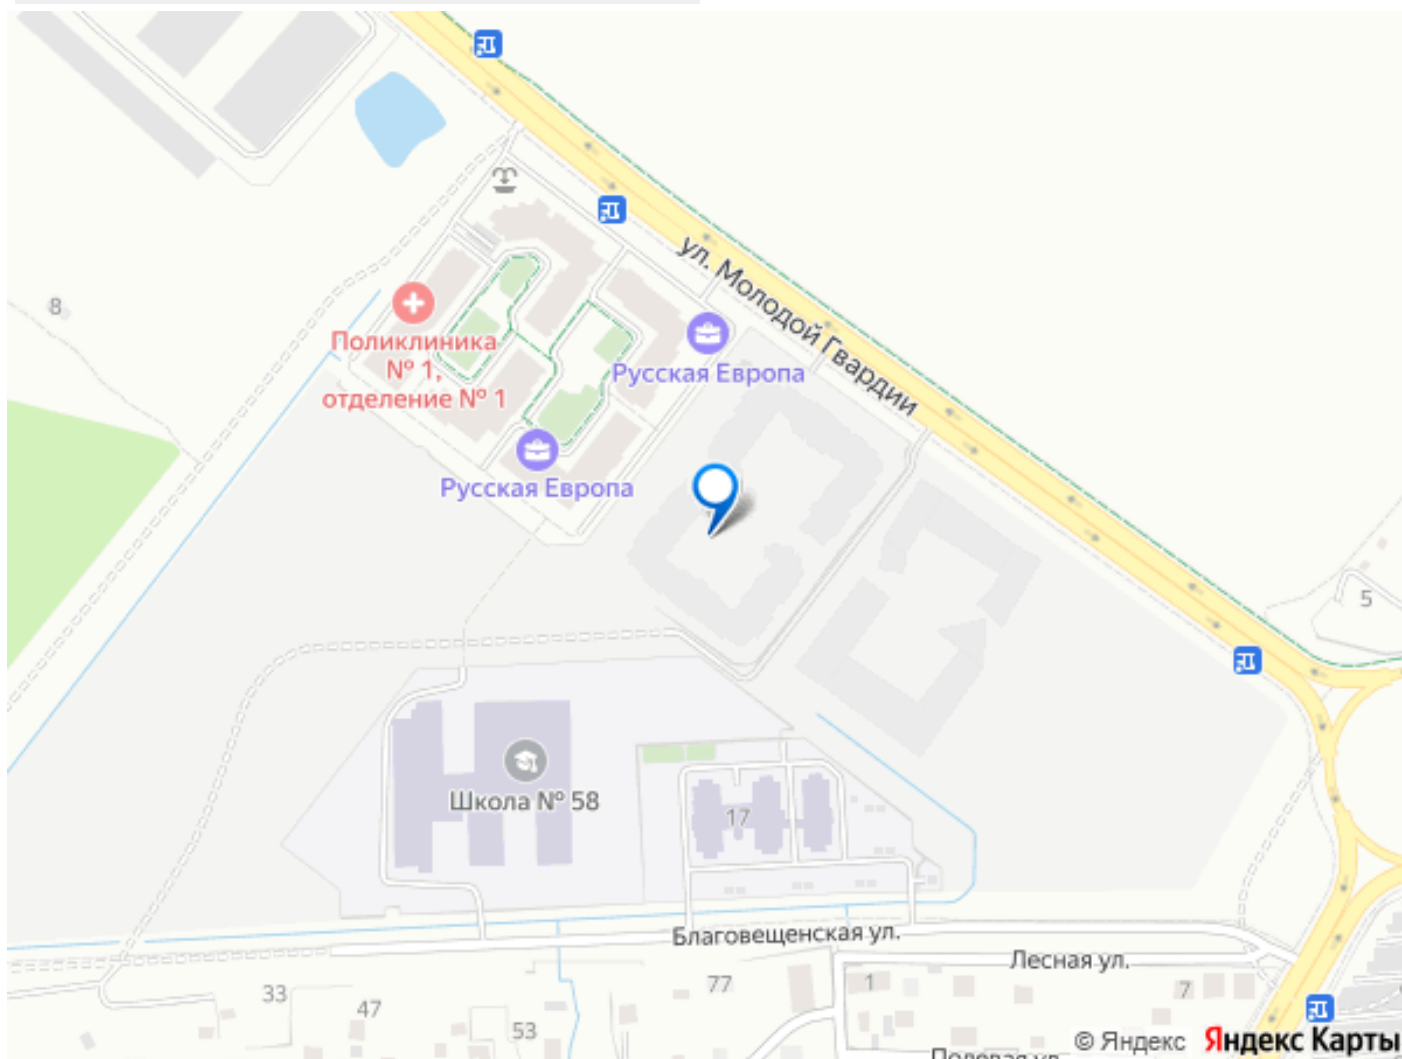 ул. Молодой Гвардии
8
Поликлиника
№ 1,
отделение № 1
Русская Европа
Русская Европа
5
Школа № 58
17
Благовещенская ул.
Лесная ул.
33
47
53
77
1
7
© Яндекс Яндекс Карты